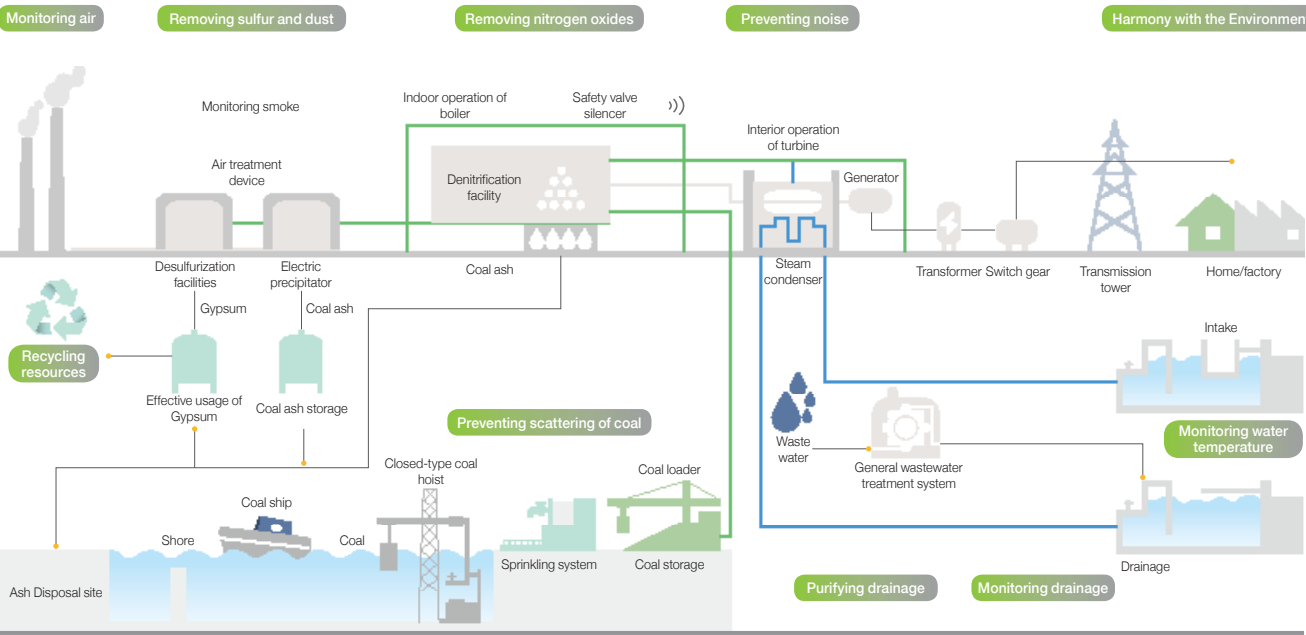 Monitoring air
Removing sulfur and dust
Removing nitrogen oxides
Preventing noise
Harmony with the Environmen
Monitoring smoke
Indoor operation of
boiler
Safety valve
silencer
Interior operation
of turbine
Air treatment
device
Denitrification
facility
Generator
Desulfurization
facilities
Electric
precipitator
Coal ash
Steam
condenser
Transformer
Switch gear
Transmission
tower
Home/factory
Gypsum
Coal ash
Intake
Recycling
resources
Effective usage of
Gypsum
Coal ash storage
Preventing scattering of coal
Waste
water
General wastewater
treatment system
Monitoring water
temperature
Closed-type coal
hoist
Coal loader
Coal ship
Shore
Coal
Sprinkling system
Coal storage
Drainage
Ash Disposal site
Purifying drainage
Monitoring drainage